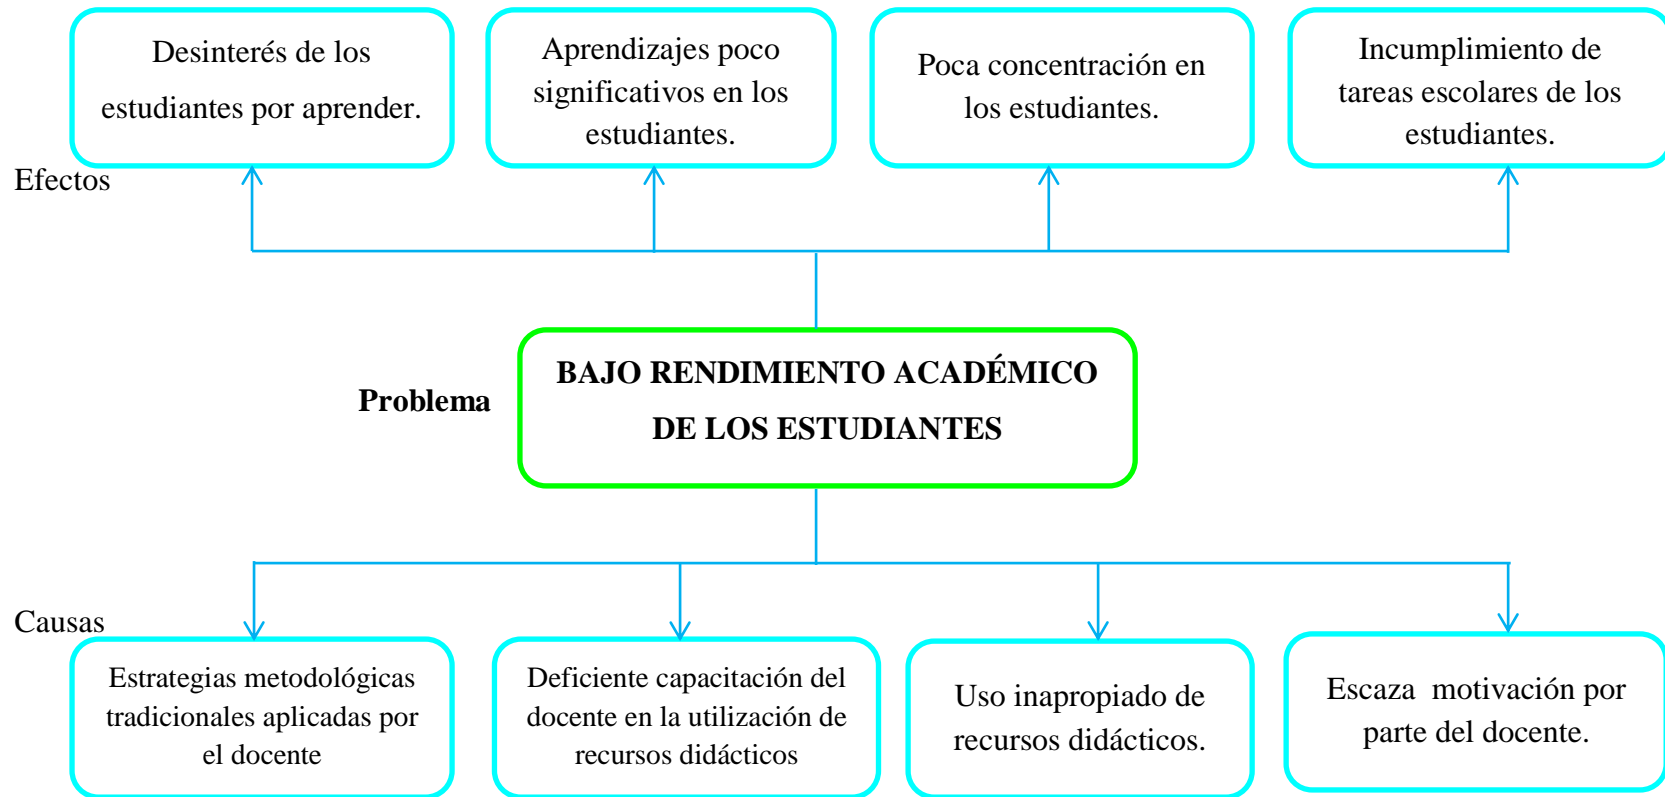 Desinterés de los
estudiantes por aprender.
Aprendizajes poco
significativos en los
estudiantes.
Poca concentración en
los estudiantes.
Incumplimiento de
tareas escolares de los
estudiantes.
Efectos
Problema
BAJO RENDIMIENTO ACADÉMICO
DE LOS ESTUDIANTES
Causas
Estrategias metodológicas
tradicionales aplicadas por
el docente
Deficiente capacitación del
docente en la utilización de
recursos didácticos
Uso inapropiado de
recursos didácticos.
Escaza  motivación por
parte del docente.